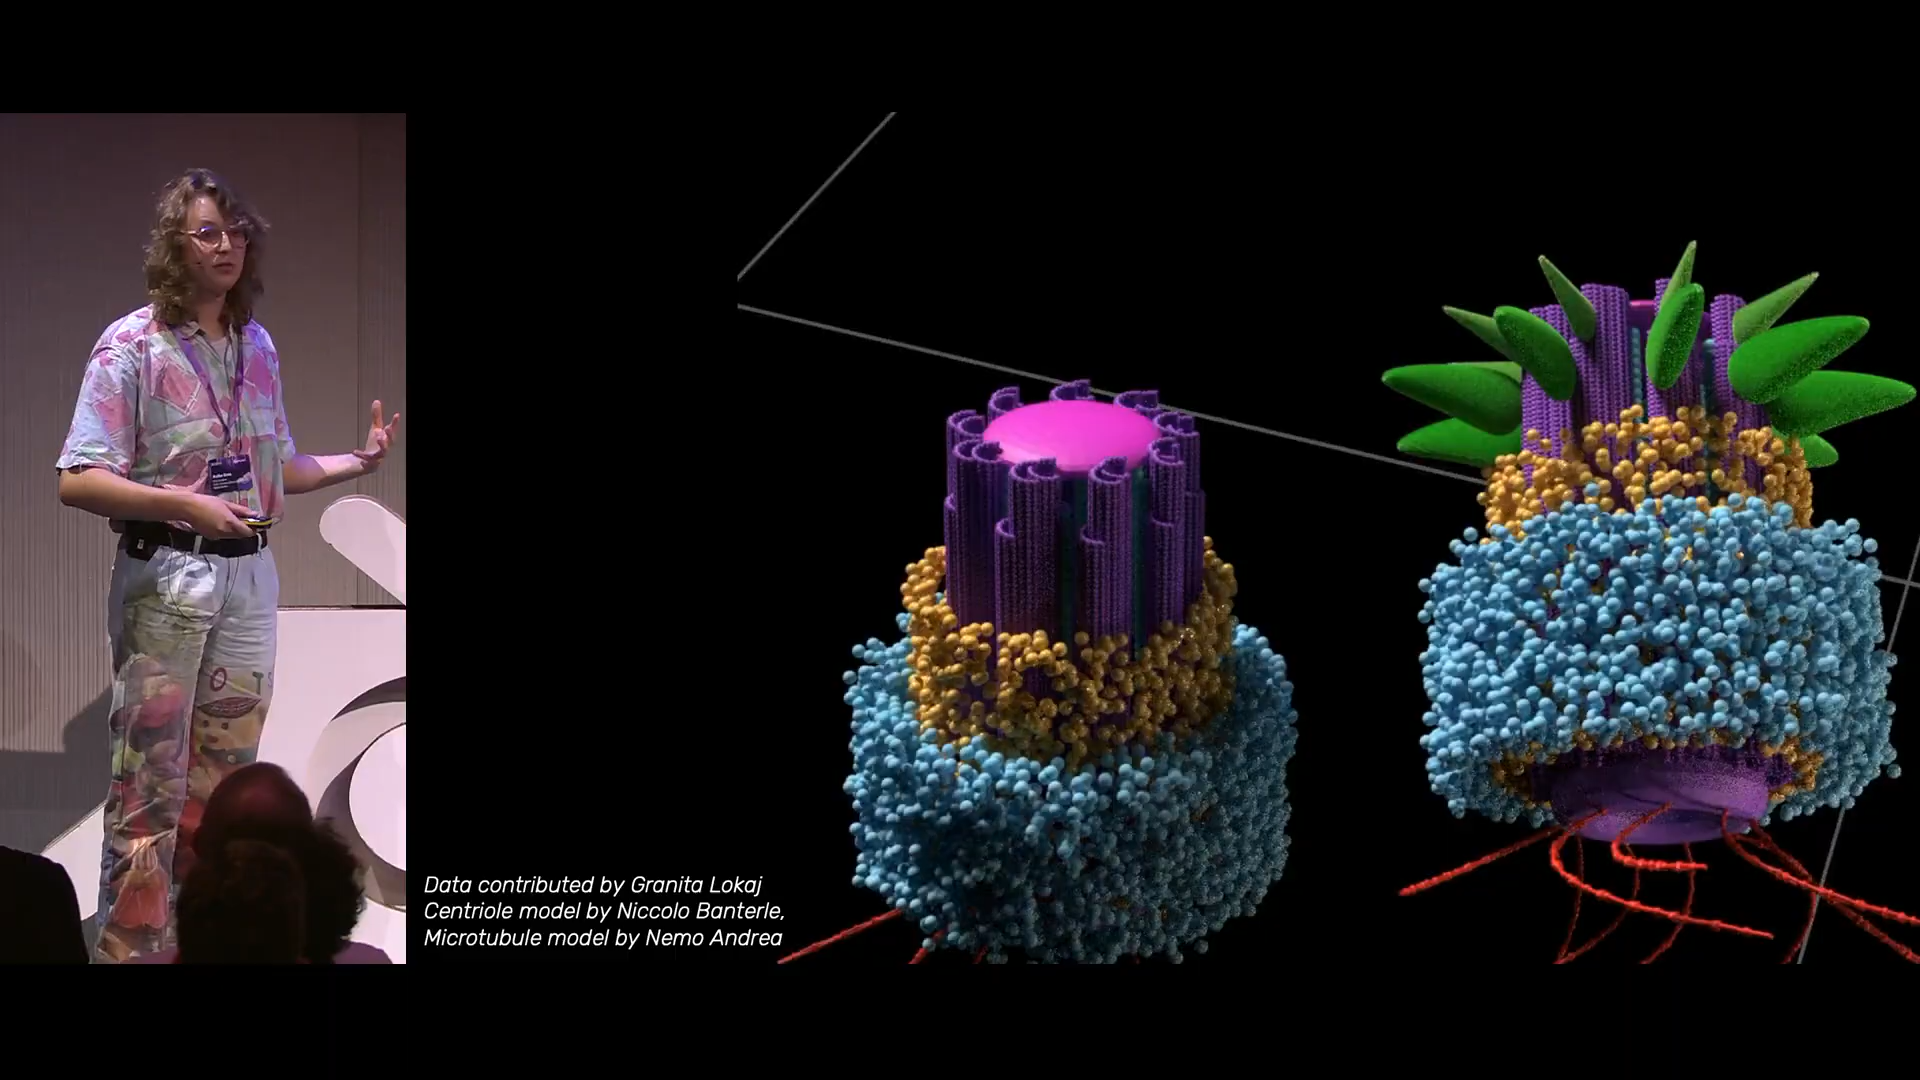 Data contributed by Granita Lokaj
Centriole model by Niccolo Banterle,
Microtubule model by Nemo Andrea